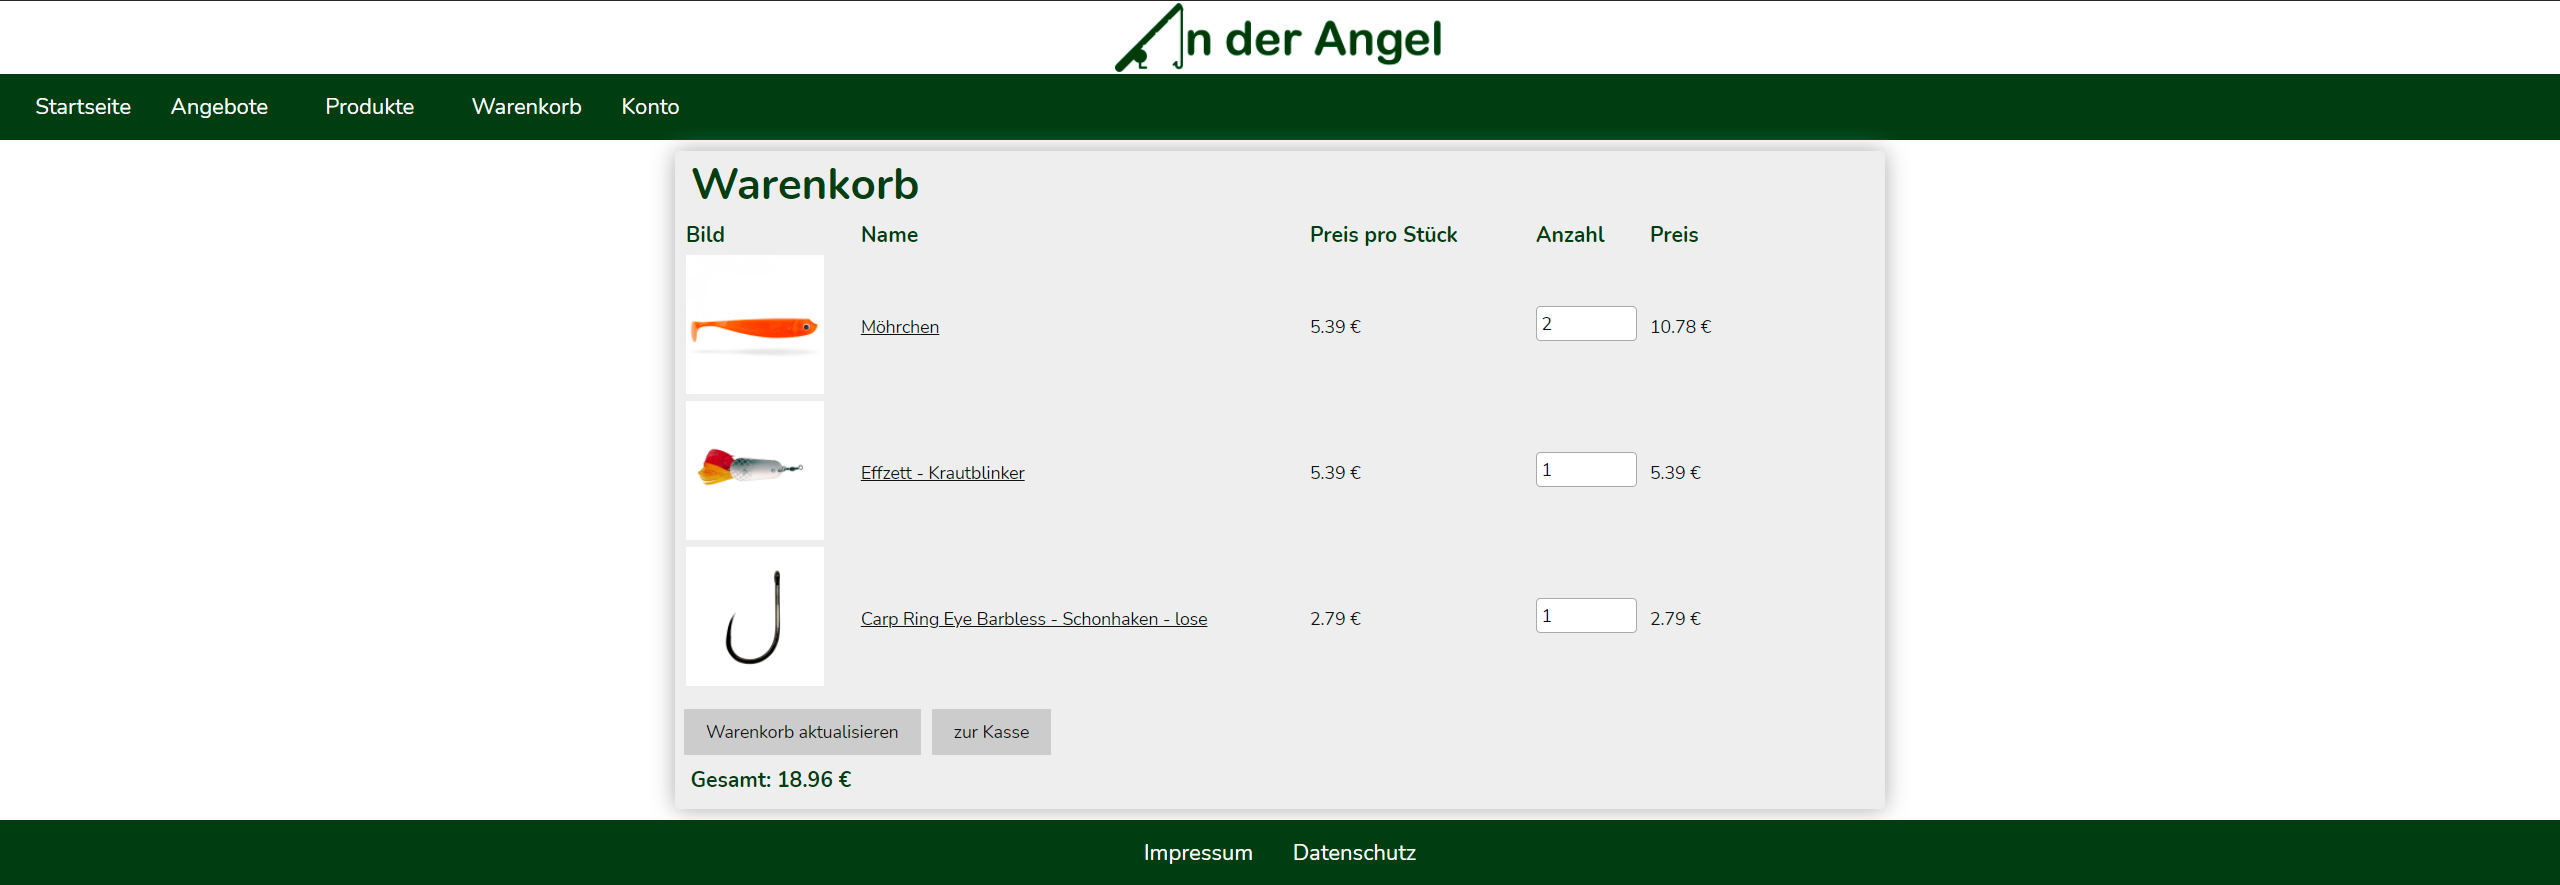 An der Angel
Startseite Angebote Produkte Warenkorb Konto
Warenkorb
Bild Name Preis pro Stück Anzahl Preis
Möhrchen 5.39 € 2 10.78 €
Effzett - Krautblinker 5.39 € 1 5.39 €
Carp Ring Eye Barbless - Schonhaken - lose 2.79 € 1 2.79 €
Warenkorb aktualisieren zur Kasse
Gesamt: 18.96 €
Impressum Datenschutz